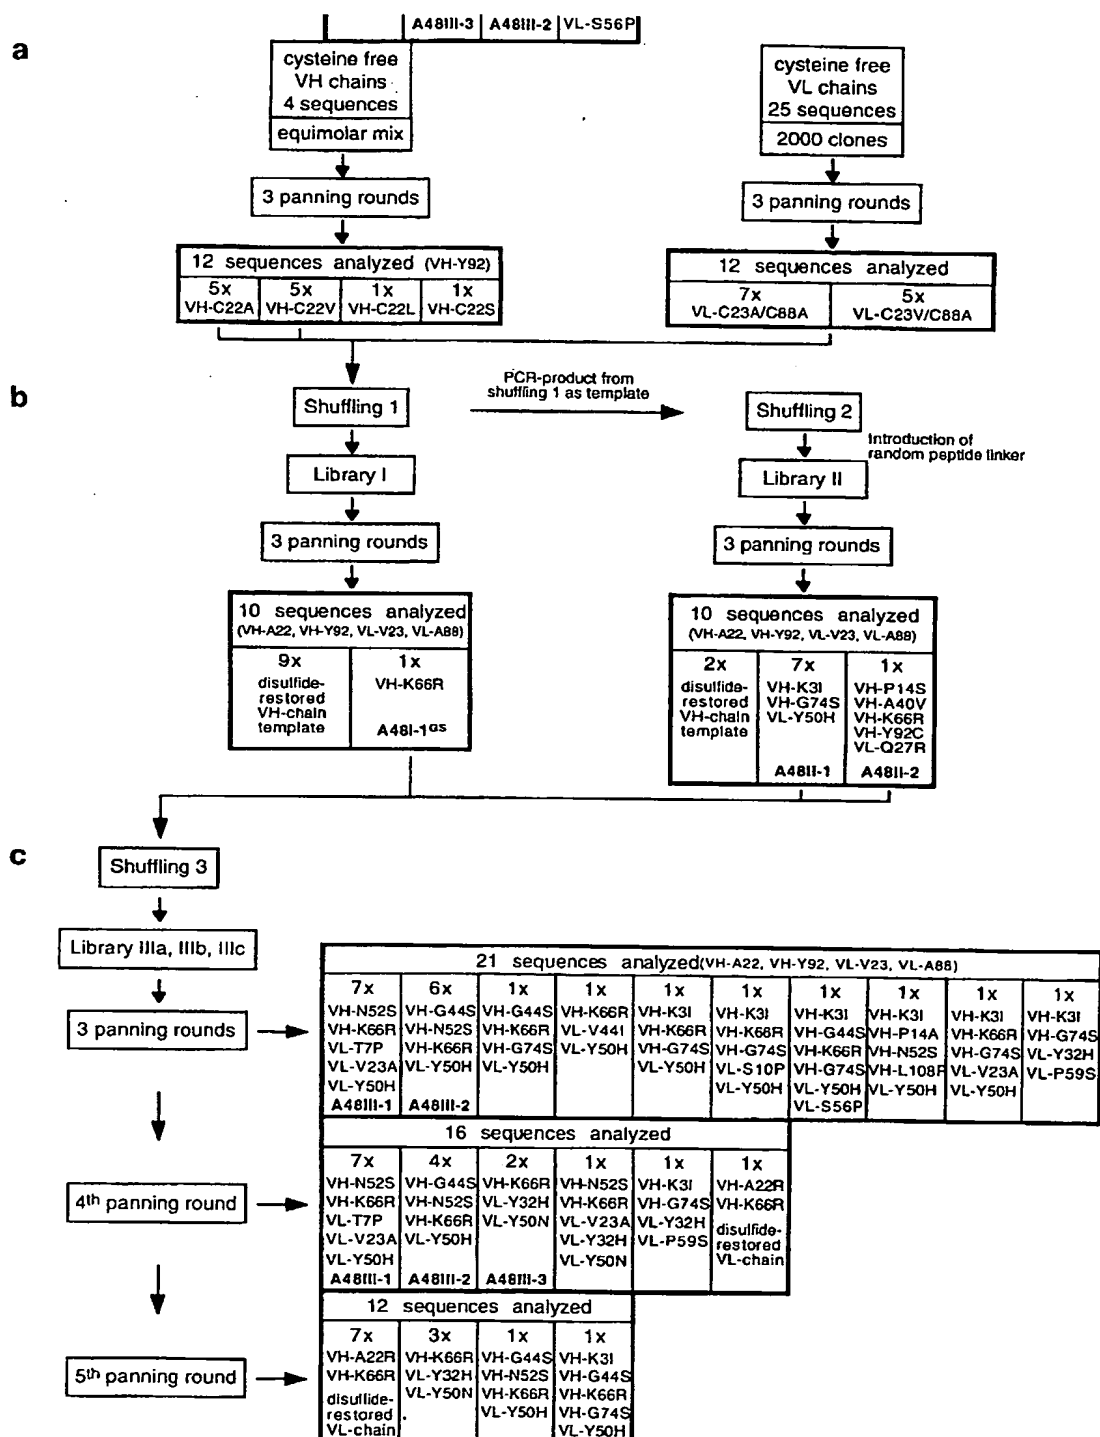 A48III-3 A48III-2 VL-S56P
a
cysteine free
VH chains
4 sequences
equimolar mix
cysteine free
VL chains
25 sequences
2000 clones
3 panning rounds
3 panning rounds
12 sequences analyzed (VH-Y92)
5x 5x 1x 1x
VH-C22A VH-C22V VH-C22L VH-C22S
12 sequences analyzed
7x 5x
VL-C23A/C88A VL-C23V/C88A
b
PCR-product from
shuffling 1 as template
Shuffling 1
Shuffling 2
Introduction of
random peptide linker
Library I
Library II
3 panning rounds
3 panning rounds
10 sequences analyzed
(VH-A22, VH-Y92, VL-V23, VL-A88)
9x
disulfide-
restored
VH-chain
template
1x
VH-K66R
A48I-1GS
10 sequences analyzed
(VH-A22, VH-Y92, VL-V23, VL-A88)
2x
disulfide-
restored
VH-chain
template
7x
VH-K3I
VH-G74S
VL-Y50H
A48II-1
1x
VH-P14S
VH-A40V
VH-K66R
VH-Y92C
VL-Q27R
A48II-2
c
Shuffling 3
Library IIIa, IIIb, IIIc
3 panning rounds
21 sequences analyzed(VH-A22, VH-Y92, VL-V23, VL-A88)
7x
VH-N52S
VH-K66R
VL-T7P
VL-V23A
VL-Y50H
A48III-1
6x
VH-G44S
VH-N52S
VH-K66R
VL-Y50H
A48III-2
1x
VH-G44S
VH-K66R
VH-G74S
VL-Y50H
1x
VH-K66R
VL-V44I
VL-Y50H
1x
VH-K3I
VH-K66R
VH-G74S
VL-Y50H
1x
VH-K3I
VH-K66R
VH-G74S
VL-S10P
VL-Y50H
1x
VH-K3I
VH-G44S
VH-K66R
VH-G74S
VL-Y50H
VL-S56P
1x
VH-K3I
VH-P14A
VH-N52S
VH-L108P
VL-Y50H
1x
VH-K3I
VH-K66R
VH-G74S
VL-V23A
VL-Y50H
1x
VH-K3I
VH-G74S
VL-Y32H
VL-P59S
4th panning round
16 sequences analyzed
7x
VH-N52S
VH-K66R
VL-T7P
VL-V23A
VL-Y50H
A48III-1
4x
VH-G44S
VH-N52S
VH-K66R
VL-Y50H
A48III-2
2x
VH-K66R
VL-Y32H
VL-Y50N
A48III-3
1x
VH-N52S
VH-K66R
VL-V23A
VL-Y32H
VL-Y50N
1x
VH-K3I
VH-G74S
VL-Y32H
VL-P59S
1x
VH-A22R
VH-K66R
disulfide-
restored
VL-chain
5th panning round
12 sequences analyzed
7x
VH-A22R
VH-K66R
disulfide-
restored
VL-chain
3x
VH-K66R
VL-Y32H
VL-Y50N
1x
VH-G44S
VH-N52S
VH-K66R
VL-Y50H
1x
VH-K3I
VH-G44S
VH-K66R
VH-G74S
VL-Y50H